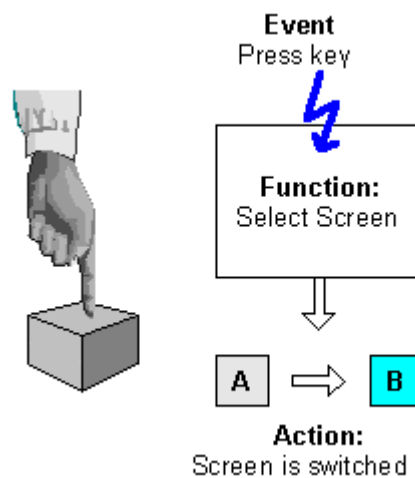 Event
Press key
Function:
Select Screen
A
B
Action:
Screen is switched